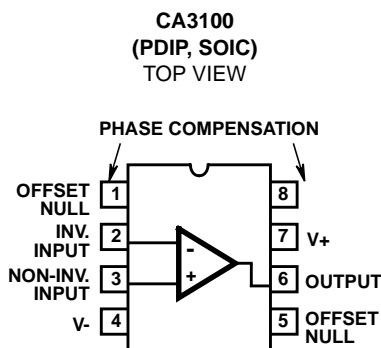 CA3100
(PDIP, SOIC)
TOP VIEW
PHASE COMPENSATION
OFFSET
NULL
1
8
INV.
INPUT
2
-
7
V+
NON-INV.
INPUT
3
+
6
OUTPUT
V-
4
5
OFFSET
NULL